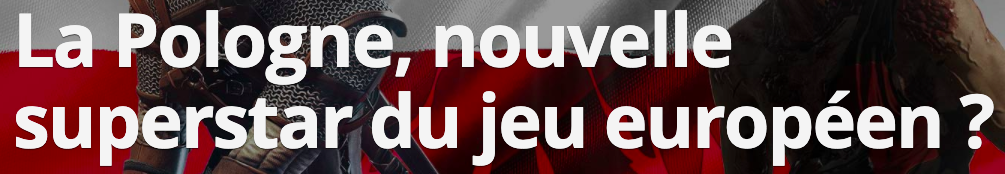 La Pologne, nouvelle
superstar du jeu européen ?